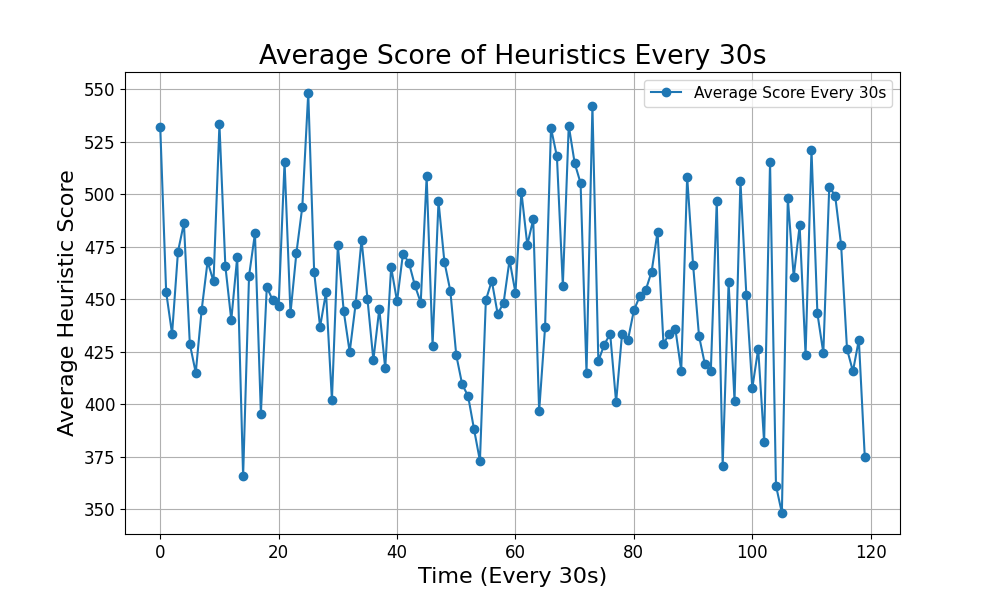 Average Score of Heuristics Every 30s
Average Score Every 30s
Average Heuristic Score
550
525
500
475
450
425
400
375
350
0 20 40 60 80 100 120
Time (Every 30s)